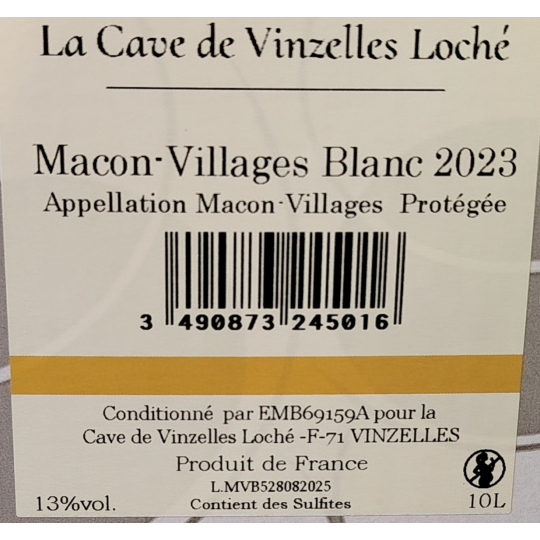 La Cave de Vinzelles Loché
Macon-Villages Blanc 2023
Appellation Macon-Villages Protégée
3 490873 245016
Conditionné par EMB69159A pour la
Cave de Vinzelles Loché -F-71 VINZELLES
Produit de France
L.MVB528082025
13%vol.
Contient des Sulfites
10L